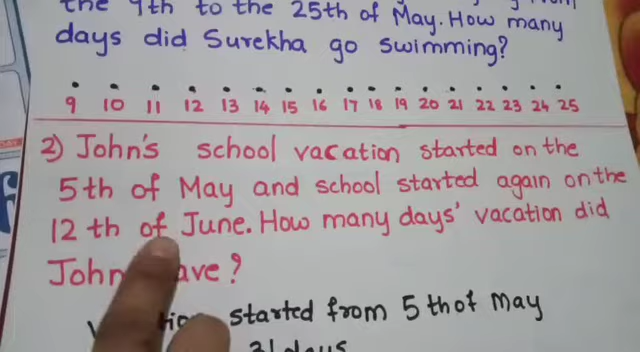 the 9th to the 25th of May. How many
days did Surekha go swimming?
9 10 11 12 13 14 15 16 17 18 19 20 21 22 23 24 25
2) John's school vacation started on the
5th of May and school started again on the
12 th of June. How many days' vacation did
John ave?
started from 5 th of May
31 days